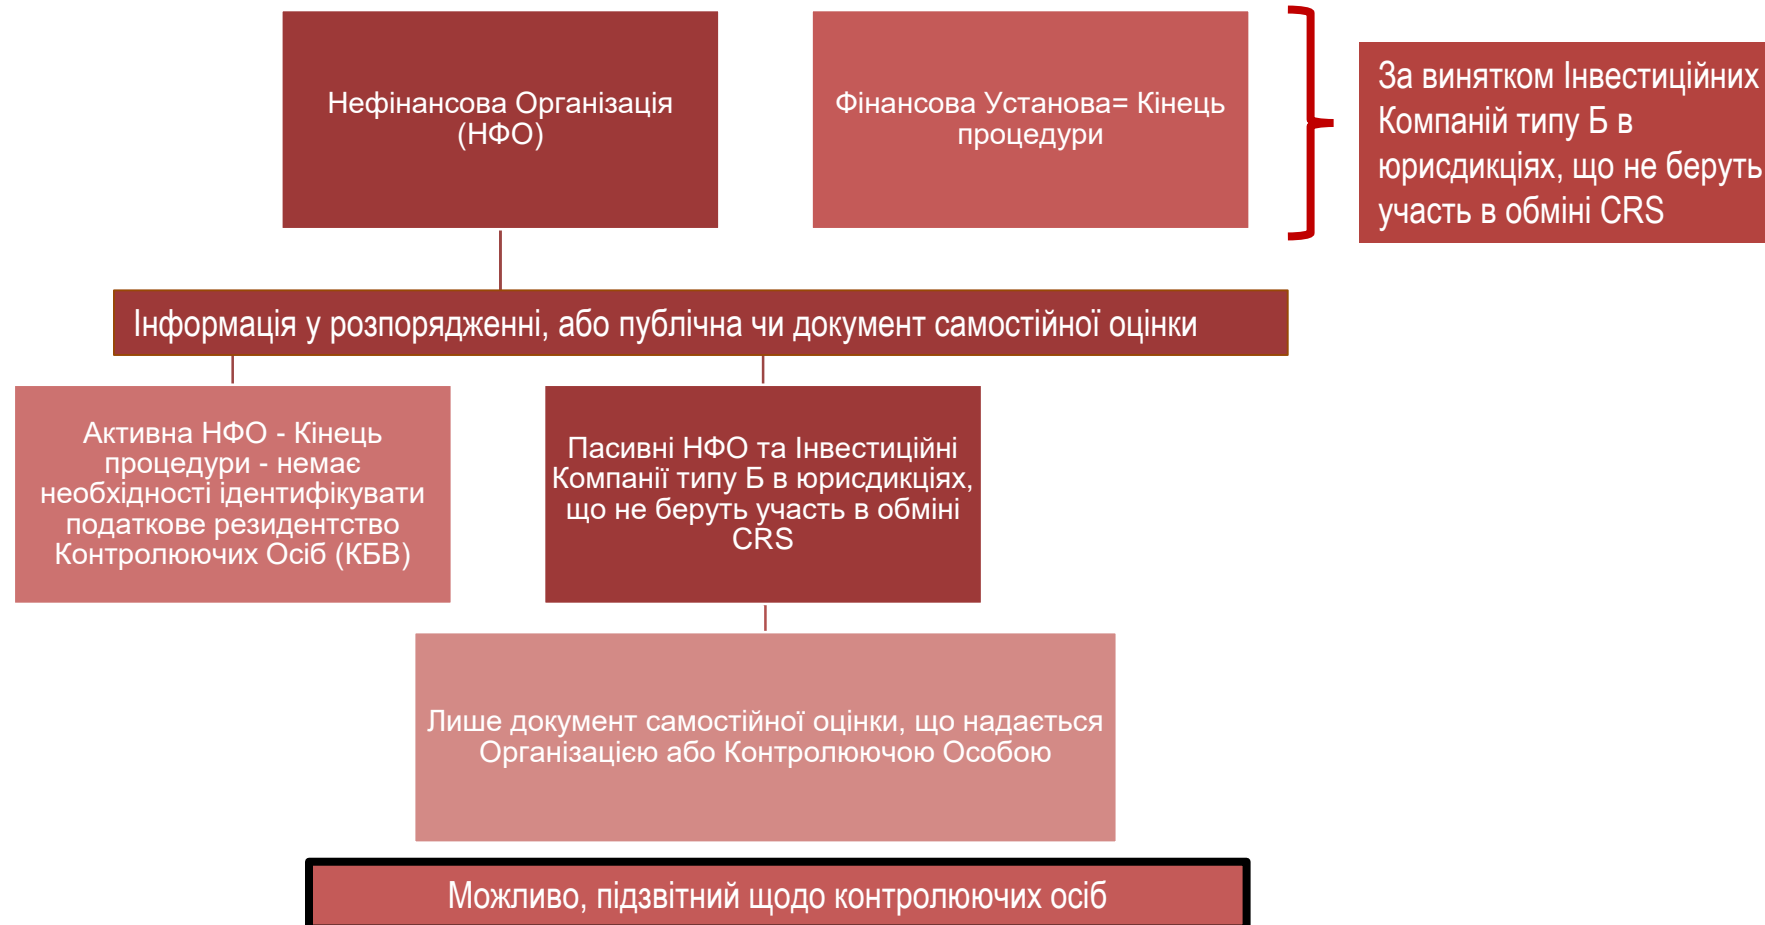 Нефінансова Організація
(НФО)
Фінансова Установа= Кінець
процедури
За винятком Інвестиційних
Компаній типу Б в
юрисдикціях, що не беруть
участь в обміні CRS
Інформація у розпорядженні, або публічна чи документ самостійної оцінки
Активна НФО - Кінець
процедури - немає
необхідності ідентифікувати
податкове резидентство
Контролюючих Осіб (КБВ)
Пасивні НФО та Інвестиційні
Компанії типу Б в юрисдикціях,
що не беруть участь в обміні
CRS
Лише документ самостійної оцінки, що надається
Організацією або Контролюючою Особою
Можливо, підзвітний щодо контролюючих осіб